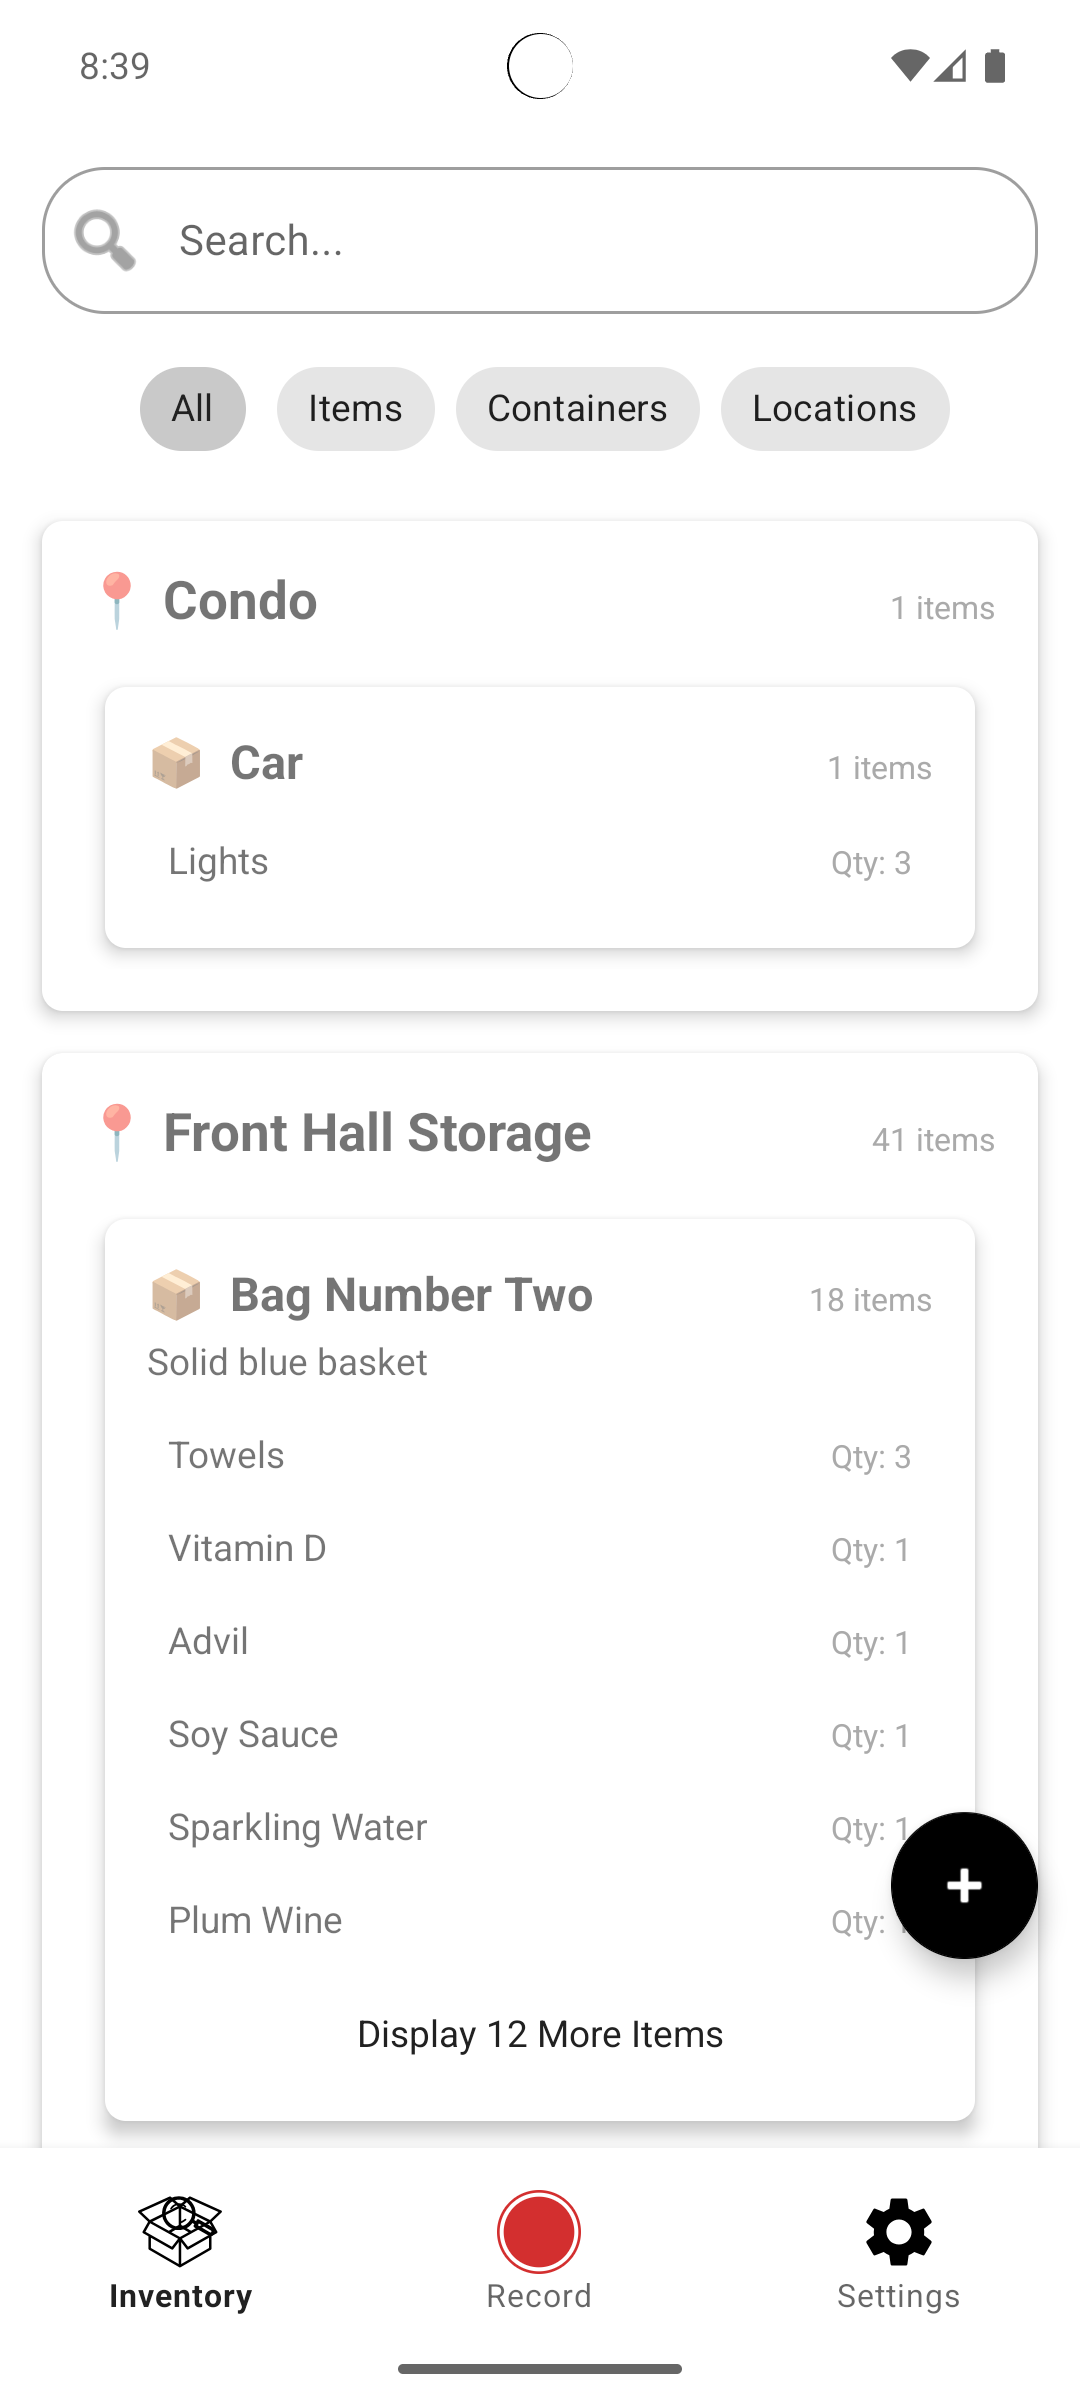 8:39
Search...
All Items Containers Locations
Condo 1 items
Car 1 items
Lights Qty: 3
Front Hall Storage 41 items
Bag Number Two 18 items
Solid blue basket
Towels Qty: 3
Vitamin D Qty: 1
Advil Qty: 1
Soy Sauce Qty: 1
Sparkling Water Qty: 1
Plum Wine Qty:
Display 12 More Items
Inventory Record Settings